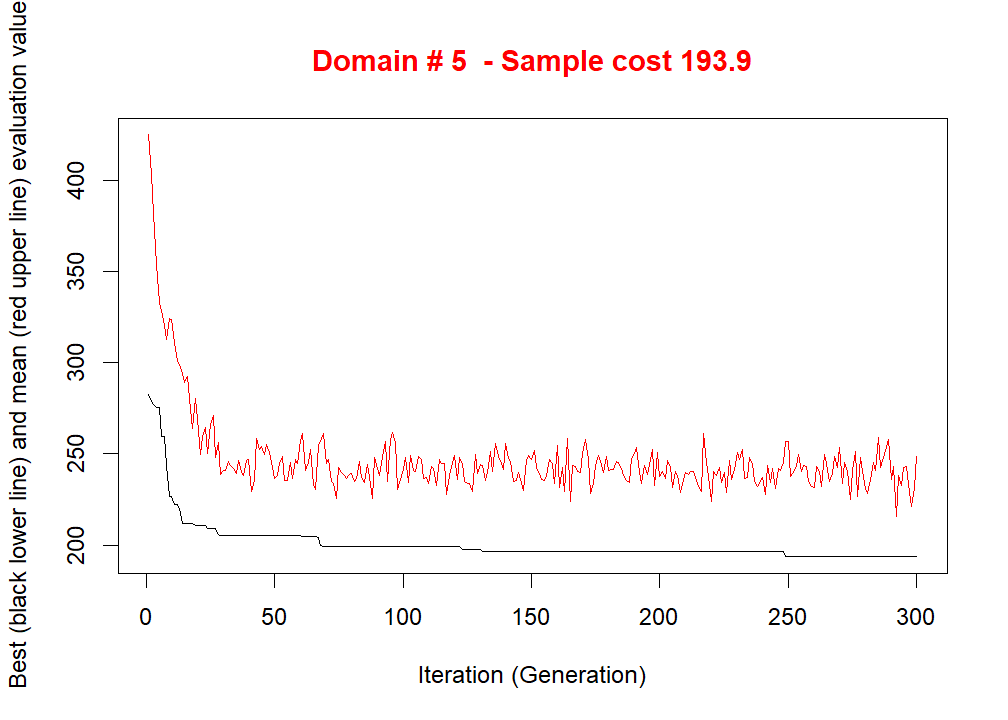 Domain # 5  - Sample cost 193.9
Best (black lower line) and mean (red upper line) evaluation value
400
350
300
250
200
0 50 100 150 200 250 300
Iteration (Generation)